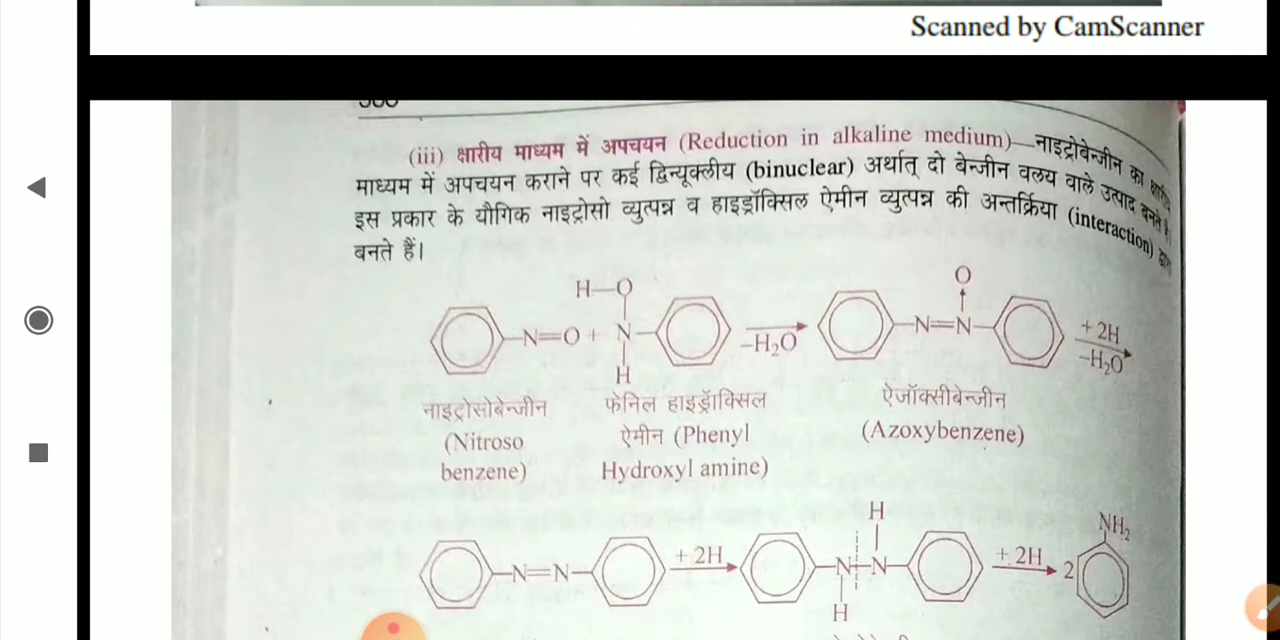 Scanned by CamScanner
(iii) क्षारीय माध्यम में अपचयन (Reduction in alkaline medium)—नाइट्रोबेन्जीन का
माध्यम में अपचयन कराने पर कई द्विन्यूक्लीय (binuclear) अर्थात् दो बेन्जीन वलय वाले उत्पाद बनते हैं।
इस प्रकार के यौगिक नाइट्रोसो व्युत्पन्न व हाइड्रॉक्सिल ऐमीन व्युत्पन्न की अन्तर्क्रिया (interaction) द्वारा
बनते हैं।
H—O O
N=O + N —H₂O N=N + 2H
H –H₂O
नाइट्रोसोबेन्जीन फेनिल हाइड्रॉक्सिल ऐजॉक्सीबेन्जीन
(Nitroso ऐमीन (Phenyl (Azoxybenzene)
benzene) Hydroxyl amine)
H NH₂
N=N + 2H N N + 2H 2
H